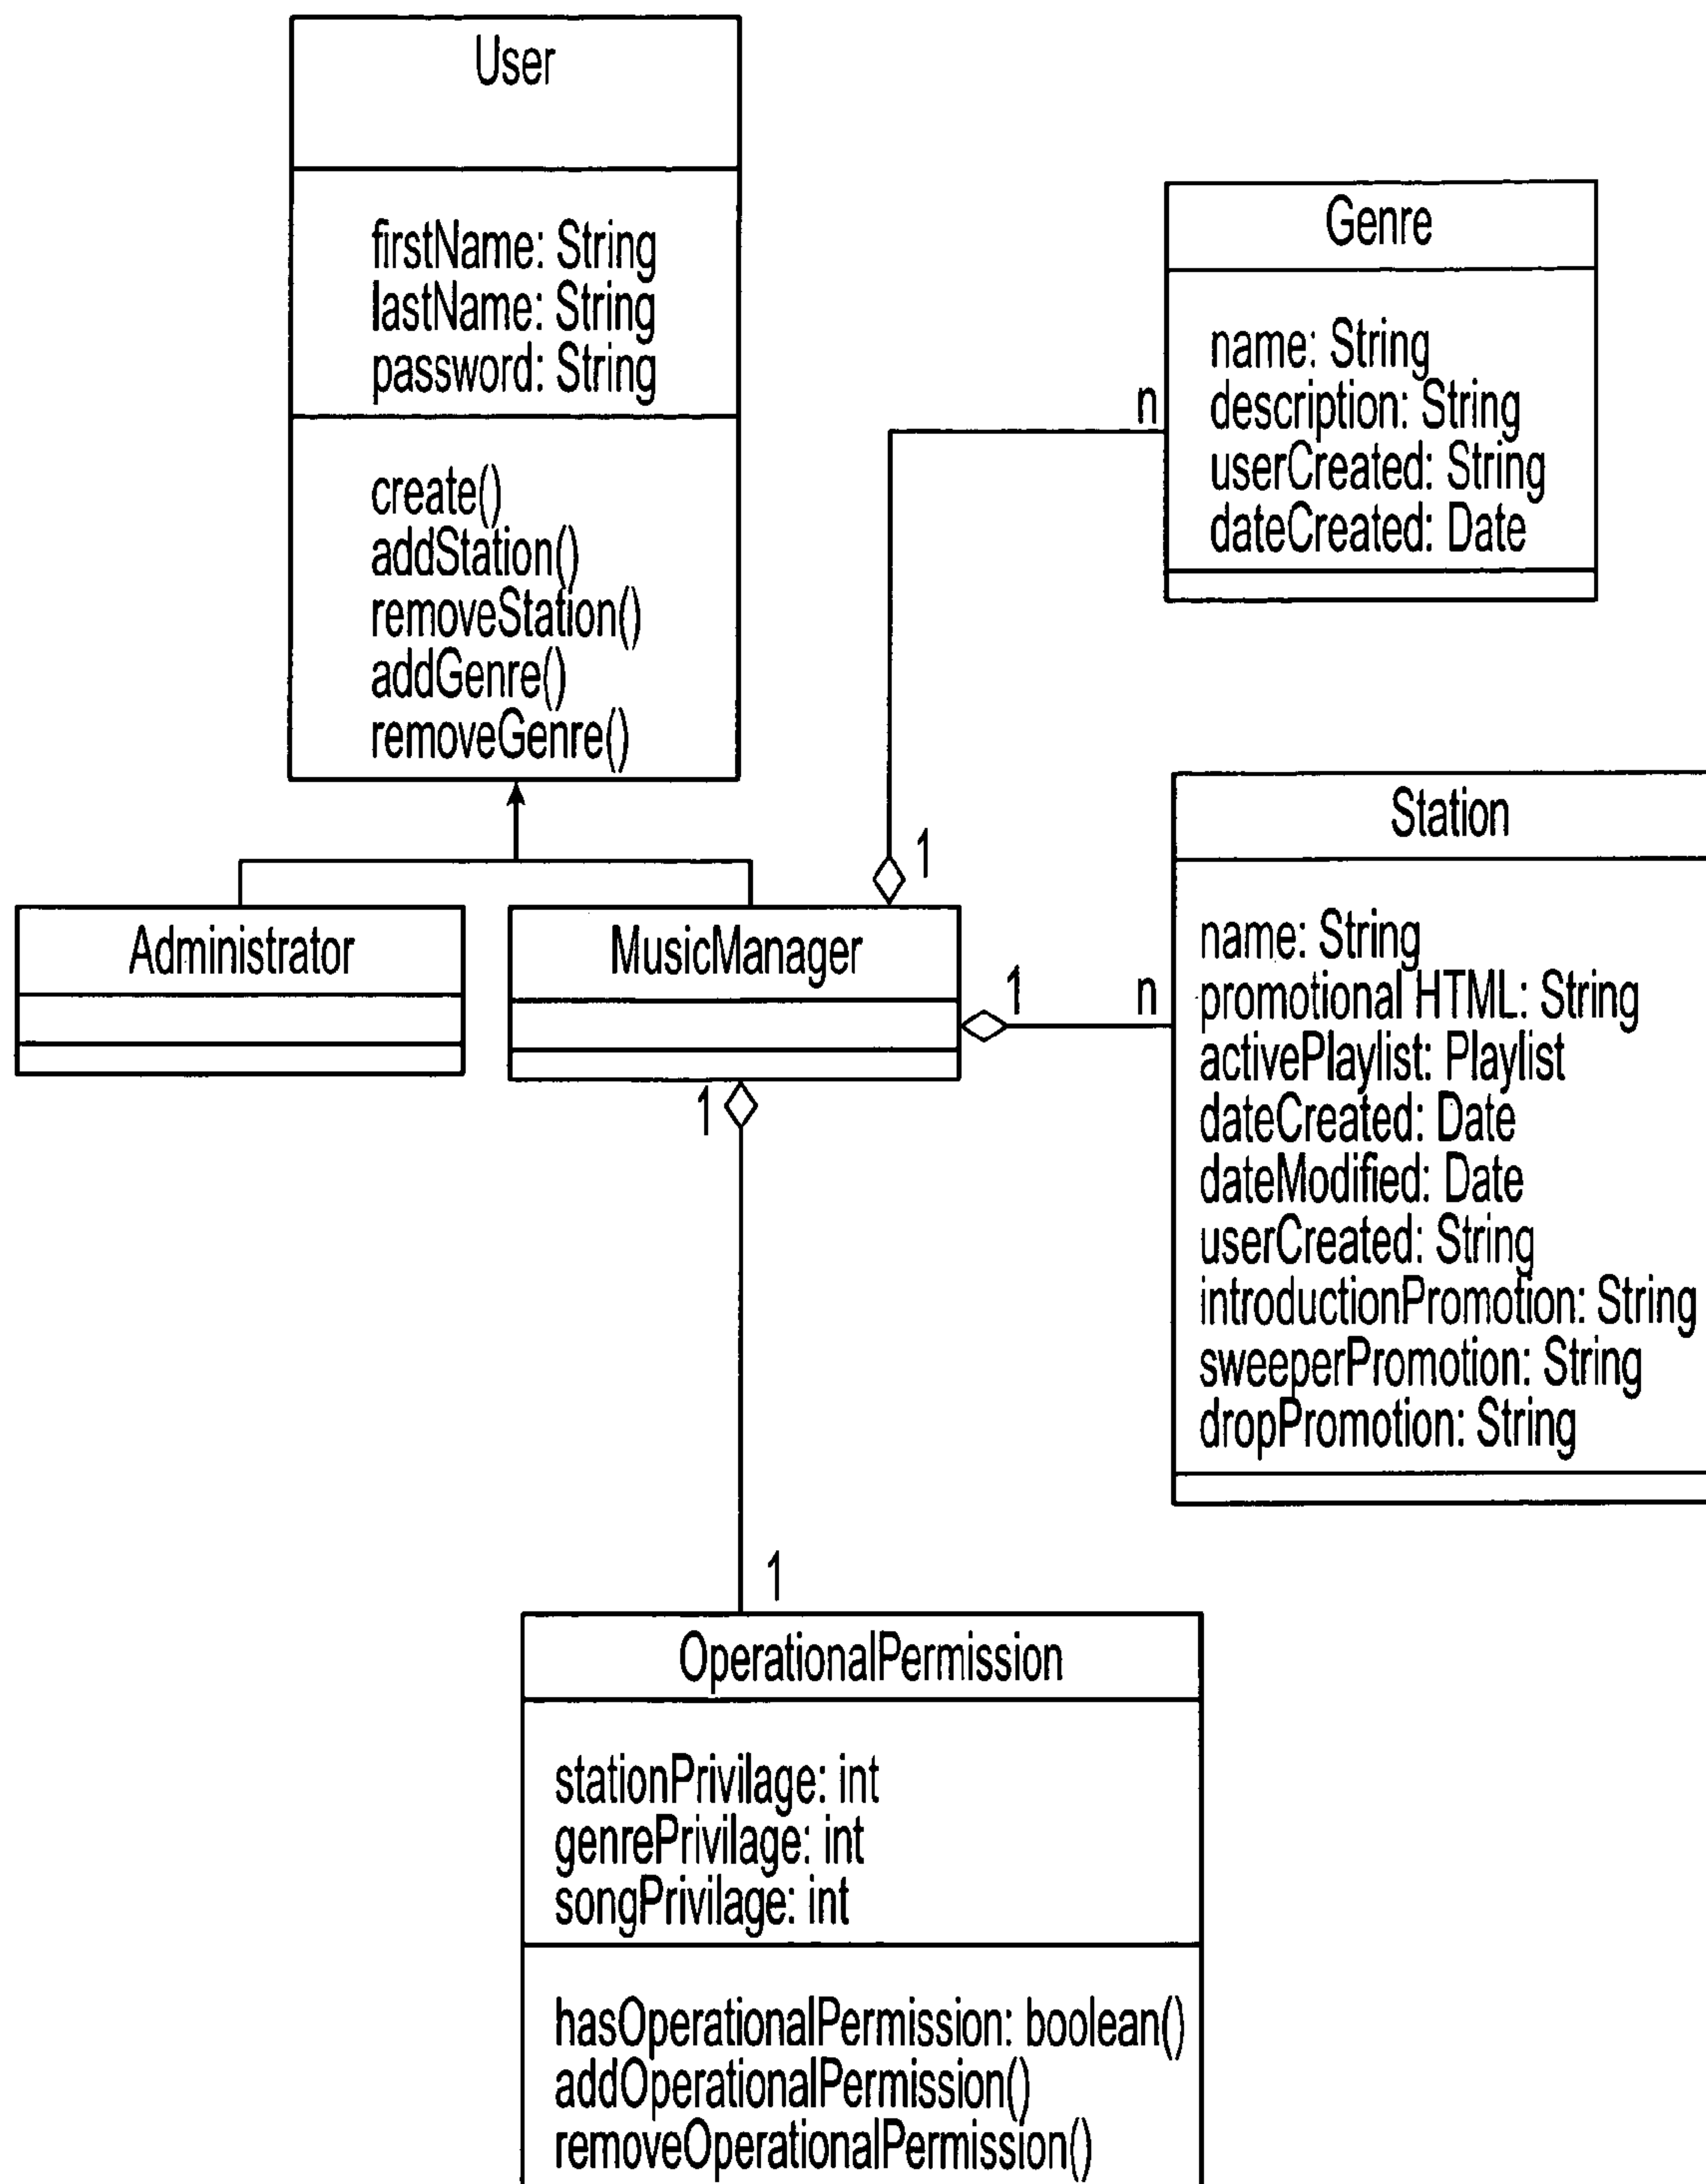 User
firstName: String
lastName: String
password: String
create()
addStation()
removeStation()
addGenre()
removeGenre()
Genre
name: String
description: String
userCreated: String
dateCreated: Date
n
1
Administrator
MusicManager
1
n
Station
name: String
promotional HTML: String
activePlaylist: Playlist
dateCreated: Date
dateModified: Date
userCreated: String
introductionPromotion: String
sweeperPromotion: String
dropPromotion: String
1
1
OperationalPermission
stationPrivilage: int
genrePrivilage: int
songPrivilage: int
hasOperationalPermission: boolean()
addOperationalPermission()
removeOperationalPermission()